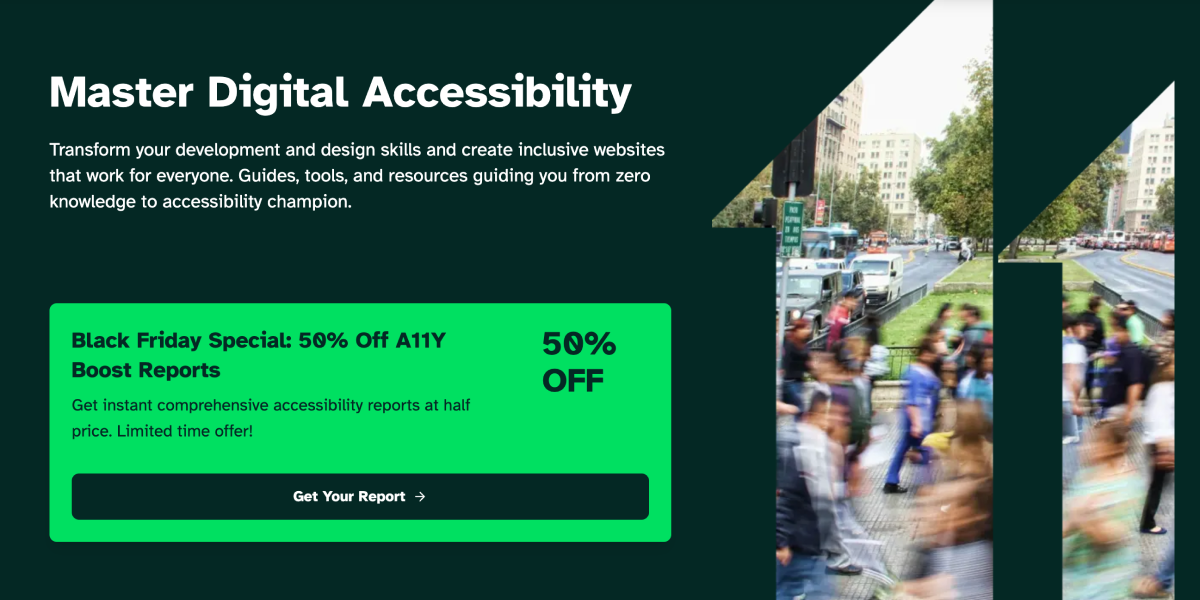 Master Digital Accessibility
Transform your development and design skills and create inclusive websites
that work for everyone. Guides, tools, and resources guiding you from zero
knowledge to accessibility champion.
Black Friday Special: 50% Off A11Y
Boost Reports
50%
OFF
Get instant comprehensive accessibility reports at half
price. Limited time offer!
Get Your Report →